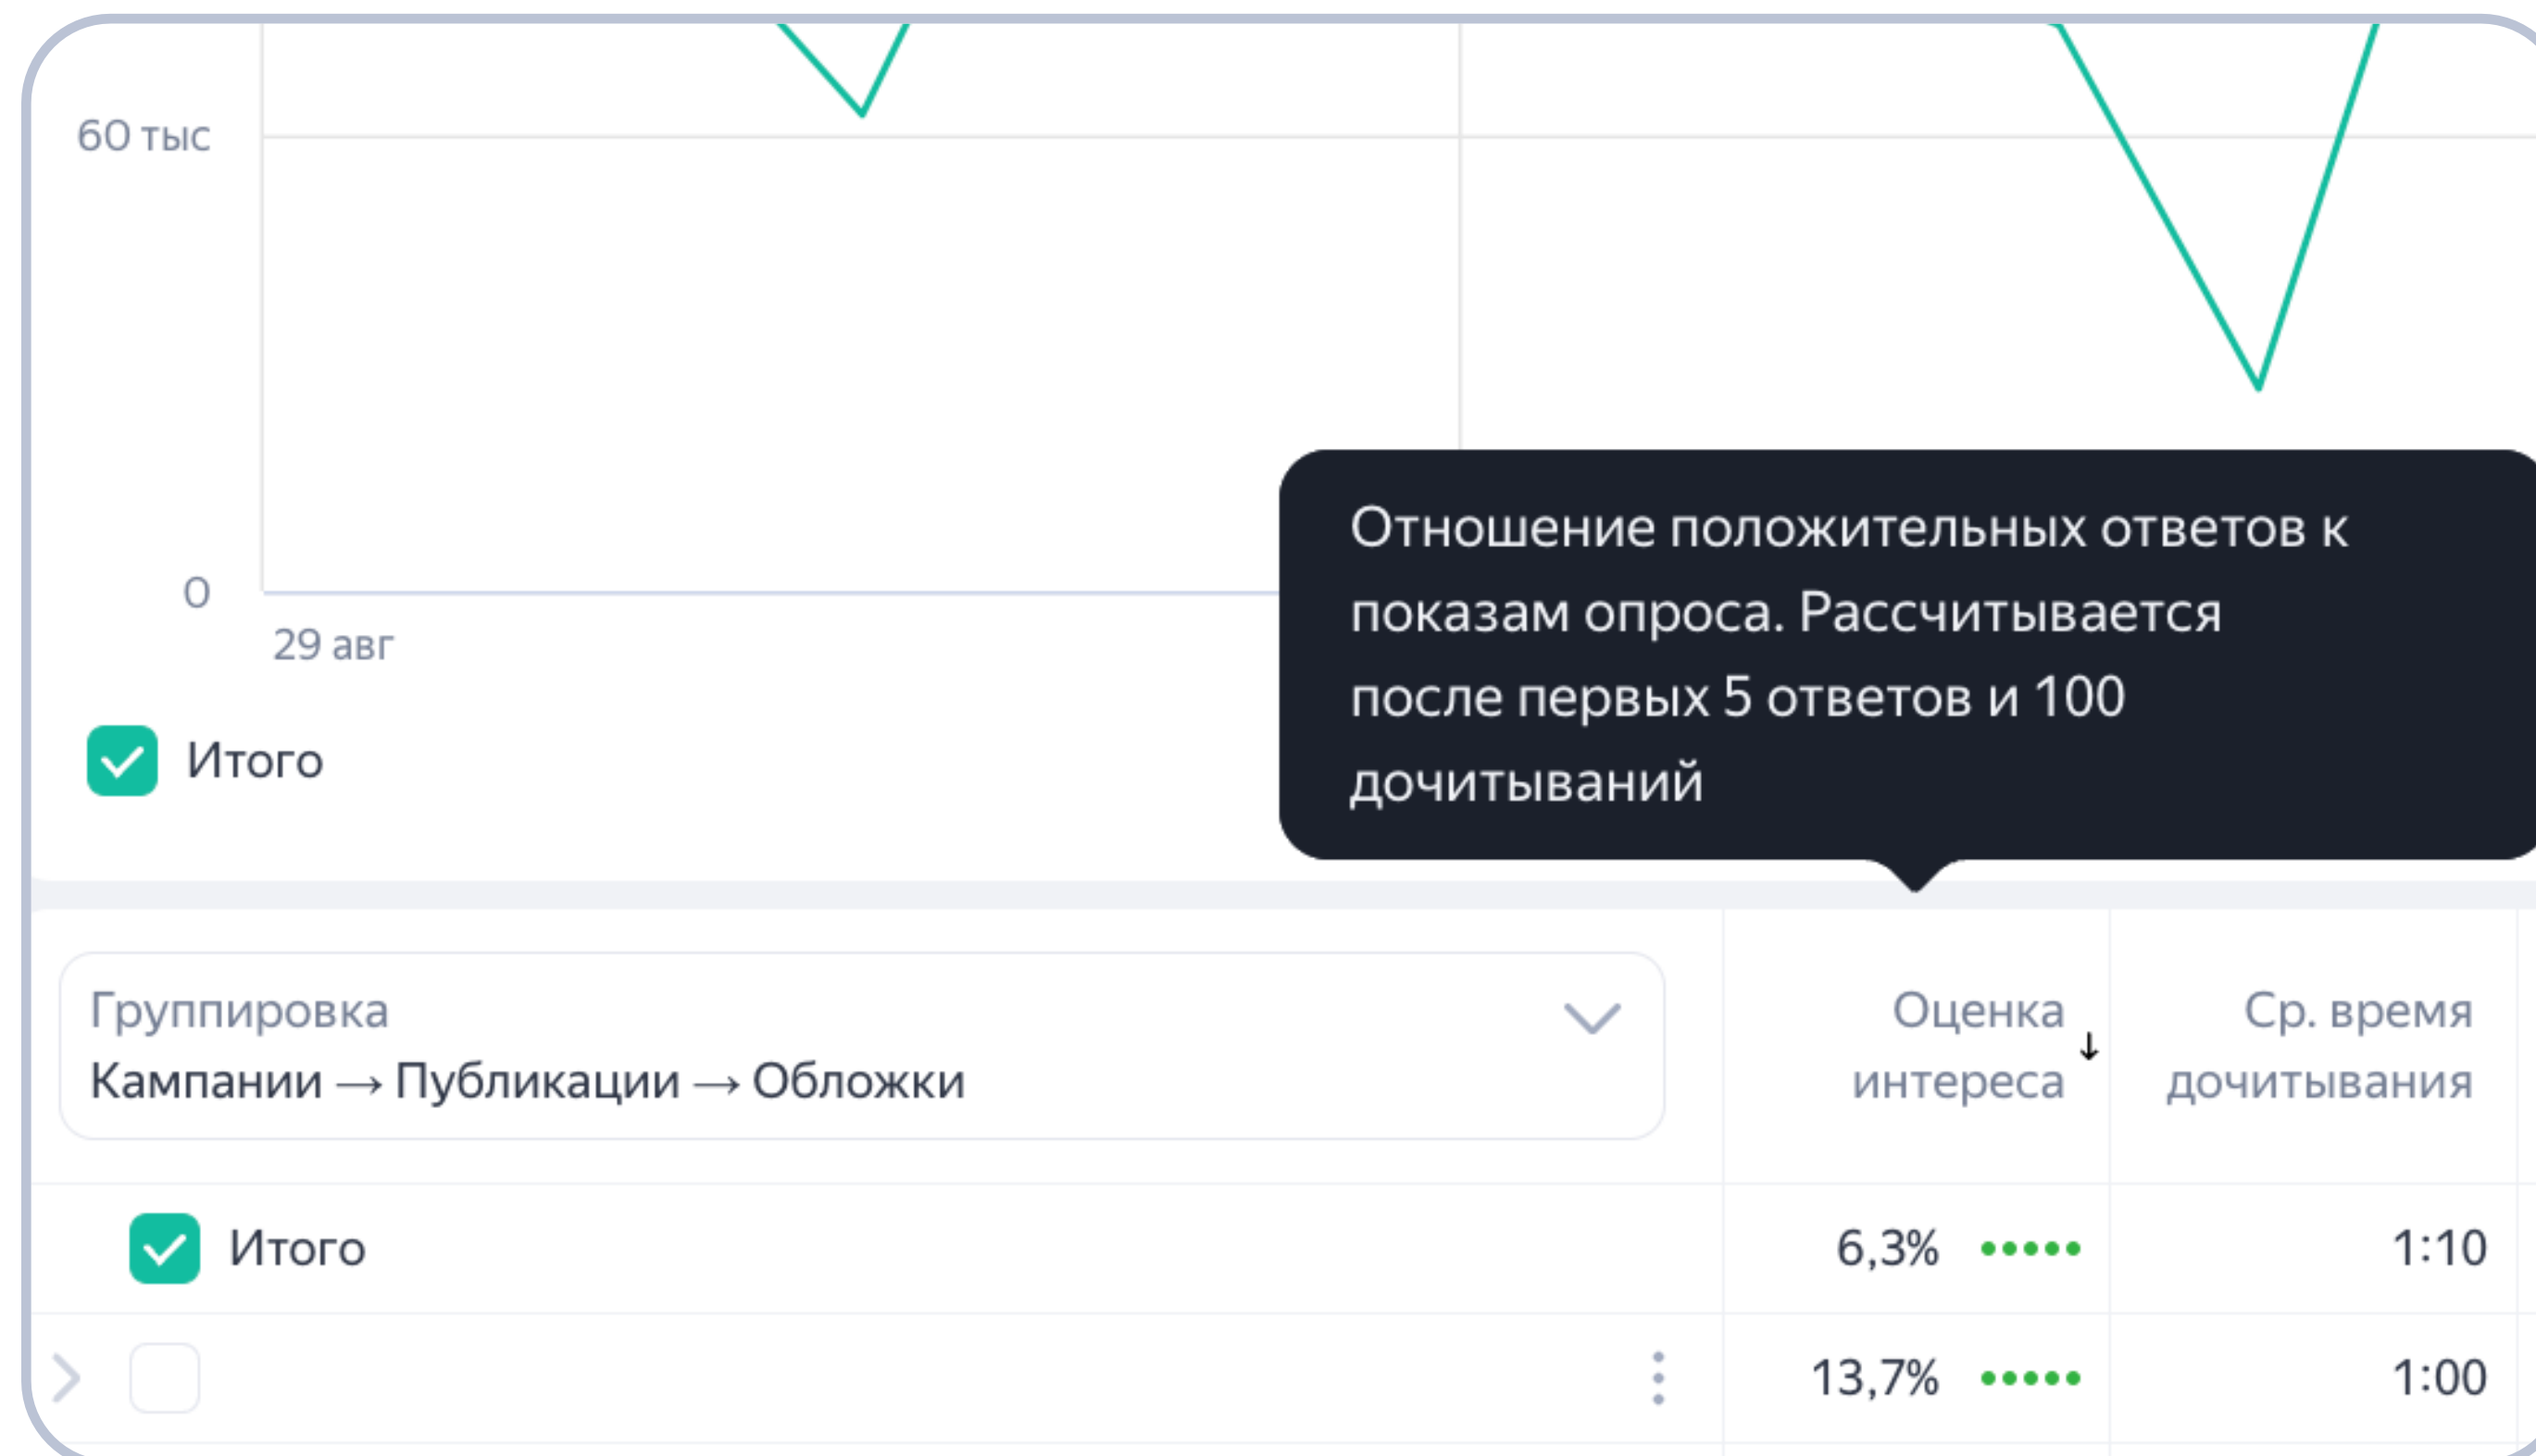 60 тыс
0
29 авг
Итого
Отношение положительных ответов к
показам опроса. Рассчитывается
после первых 5 ответов и 100
дочитываний
Группировка
Кампании → Публикации → Обложки
Оценка
интереса ↓
Ср. время
дочитывания
Итого
6,3%
1:10
13,7%
1:00